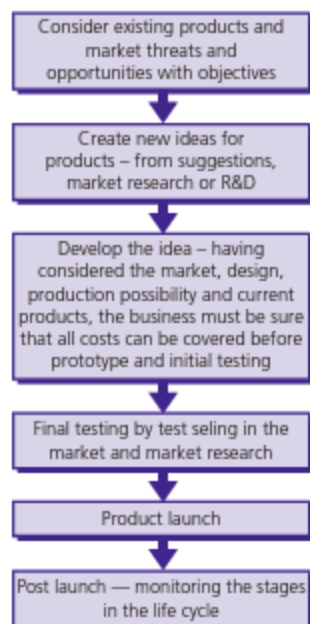 Consider existing products and
market threats and
opportunities with objectives
Create new ideas for
products – from suggestions,
market research or R&D
Develop the idea – having
considered the market, design,
production possibility and current
products, the business must be sure
that all costs can be covered before
prototype and initial testing
Final testing by test seling in the
market and market research
Product launch
Post launch — monitoring the stages
in the life cycle